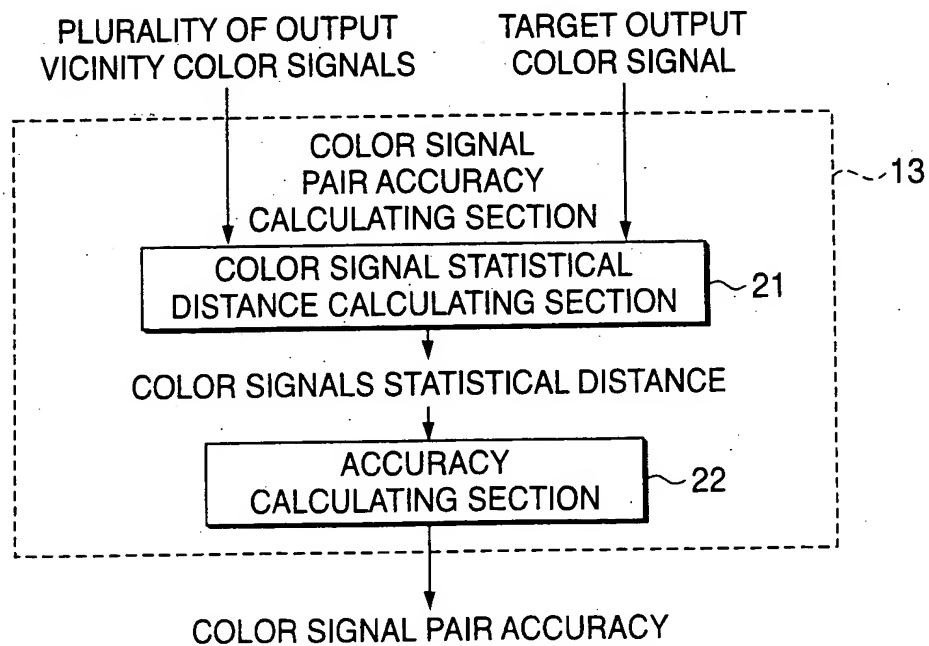 PLURALITY OF OUTPUT
VICINITY COLOR SIGNALS
TARGET OUTPUT
COLOR SIGNAL
COLOR SIGNAL
PAIR ACCURACY
CALCULATING SECTION
13
COLOR SIGNAL STATISTICAL
DISTANCE CALCULATING SECTION
21
COLOR SIGNALS STATISTICAL DISTANCE
ACCURACY
CALCULATING SECTION
22
COLOR SIGNAL PAIR ACCURACY